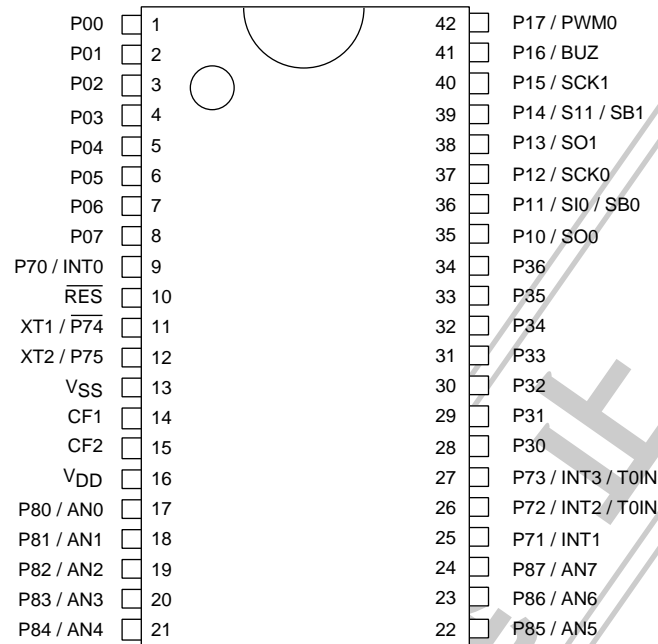 P00 1 42 P17 / PWM0
P01 2 41 P16 / BUZ
P02 3 40 P15 / SCK1
P03 4 39 P14 / S11 / SB1
P04 5 38 P13 / SO1
P05 6 37 P12 / SCK0
P06 7 36 P11 / SI0 / SB0
P07 8 35 P10 / SO0
P70 / INT0 9 34 P36
RES 10 33 P35
XT1 / P74 11 32 P34
XT2 / P75 12 31 P33
VSS 13 30 P32
CF1 14 29 P31
CF2 15 28 P30
VDD 16 27 P73 / INT3 / T0IN
P80 / AN0 17 26 P72 / INT2 / T0IN
P81 / AN1 18 25 P71 / INT1
P82 / AN2 19 24 P87 / AN7
P83 / AN3 20 23 P86 / AN6
P84 / AN4 21 22 P85 / AN5